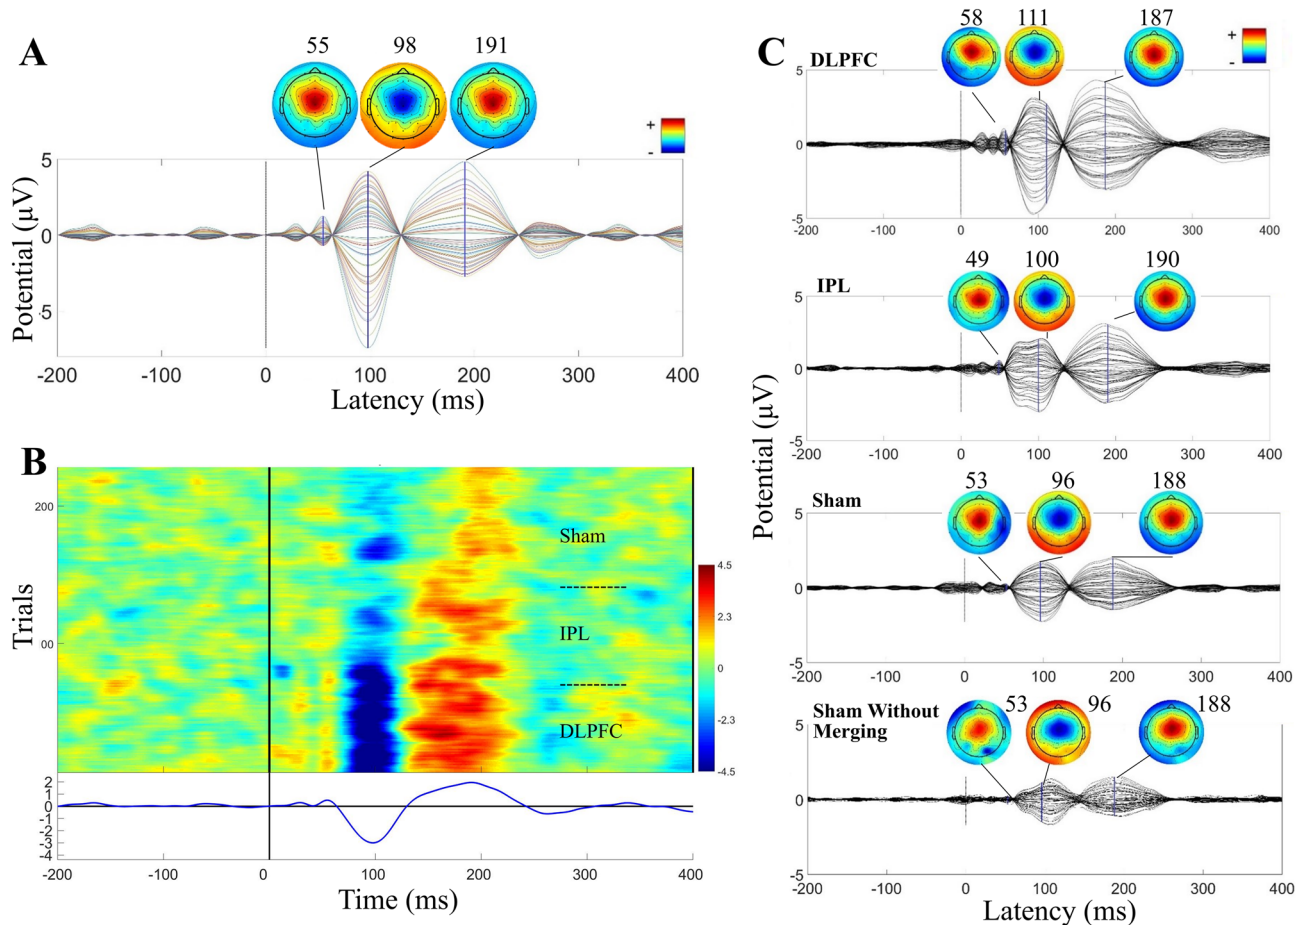 A
55 98 191
+
-
Potential (µV)
5
0
-5
-200 -100 0 100 200 300 400
Latency (ms)
B
Trials
200
00
Sham
IPL
DLPFC
4.5
2.3
0
-2.3
-4.5
2
1
0
-1
-2
-3
-4
-200 -100 0 100 200 300 400
Time (ms)
C
Potential (µV)
DLPFC
58 111 187
+
-
5
0
-5
-200 -100 0 100 200 300 400
IPL
49 100 190
5
0
-5
-200 -100 0 100 200 300 400
Sham
53 96 188
5
0
-5
-200 -100 0 100 200 300 400
Sham Without
Merging
53 96 188
5
0
-5
-200 -100 0 100 200 300 400
Latency (ms)